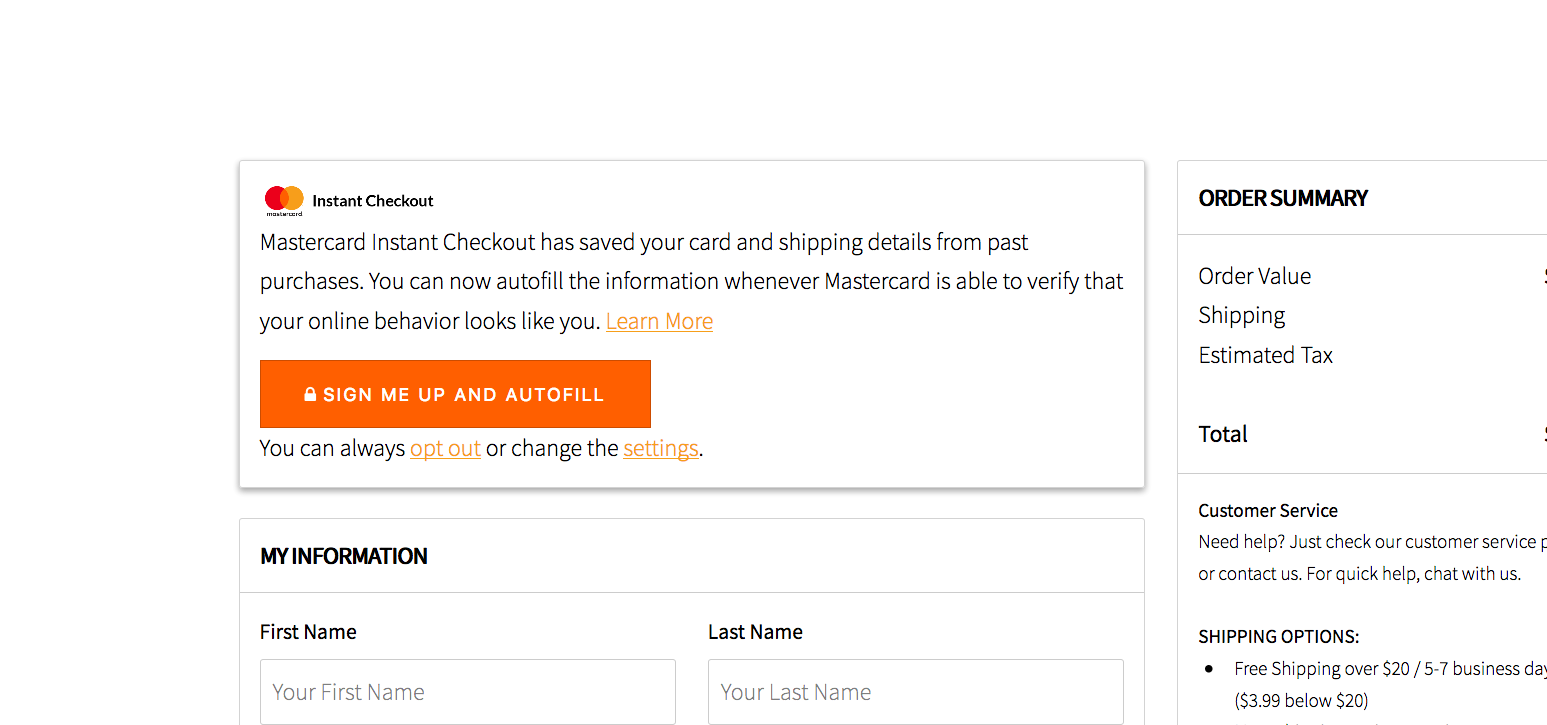 mastercard
Instant Checkout
Mastercard Instant Checkout has saved your card and shipping details from past
purchases. You can now autofill the information whenever Mastercard is able to verify that
your online behavior looks like you. Learn More
SIGN ME UP AND AUTOFILL
You can always opt out or change the settings.
MY INFORMATION
First Name
Last Name
Your First Name
Your Last Name
ORDER SUMMARY
Order Value
Shipping
Estimated Tax
Total
Customer Service
Need help? Just check our customer service
or contact us. For quick help, chat with us.
SHIPPING OPTIONS:
• Free Shipping over $20 / 5-7 business
($3.99 below $20)